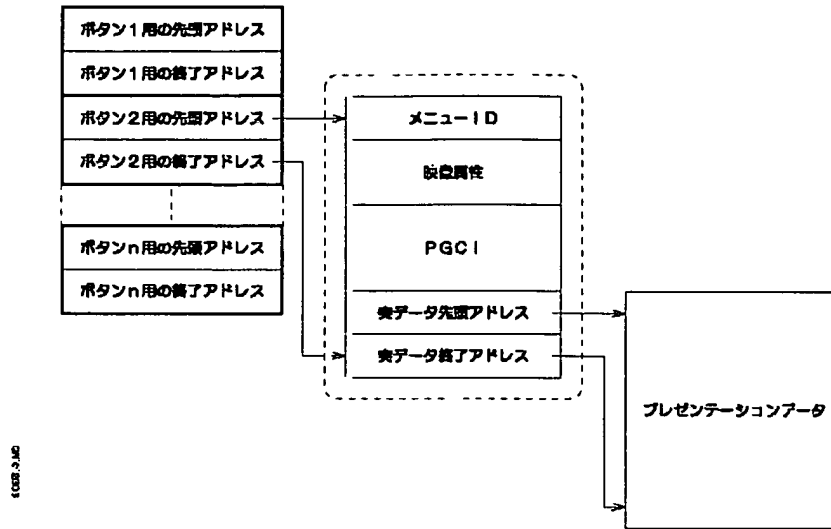 ボタン1用の先頭アドレス
ボタン1用の終了アドレス
ボタン2用の先頭アドレス
ボタン2用の終了アドレス
ボタンn用の先頭アドレス
ボタンn用の終了アドレス
メニューID
映像属性
PGCI
実データ先頭アドレス
実データ終了アドレス
プレゼンテーションデータ